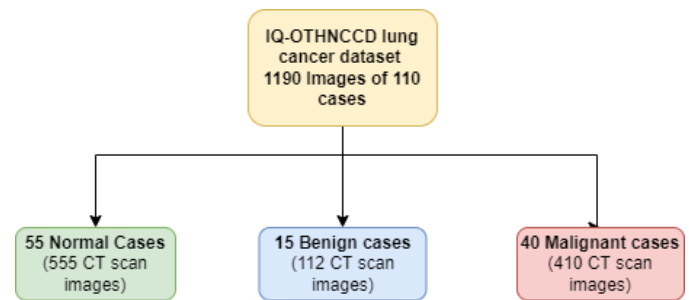 IQ-OTHNCCD lung
cancer dataset
1190 Images of 110
cases
55 Normal Cases
(555 CT scan
images)
15 Benign cases
(112 CT scan
images)
40 Malignant cases
(410 CT scan
images)